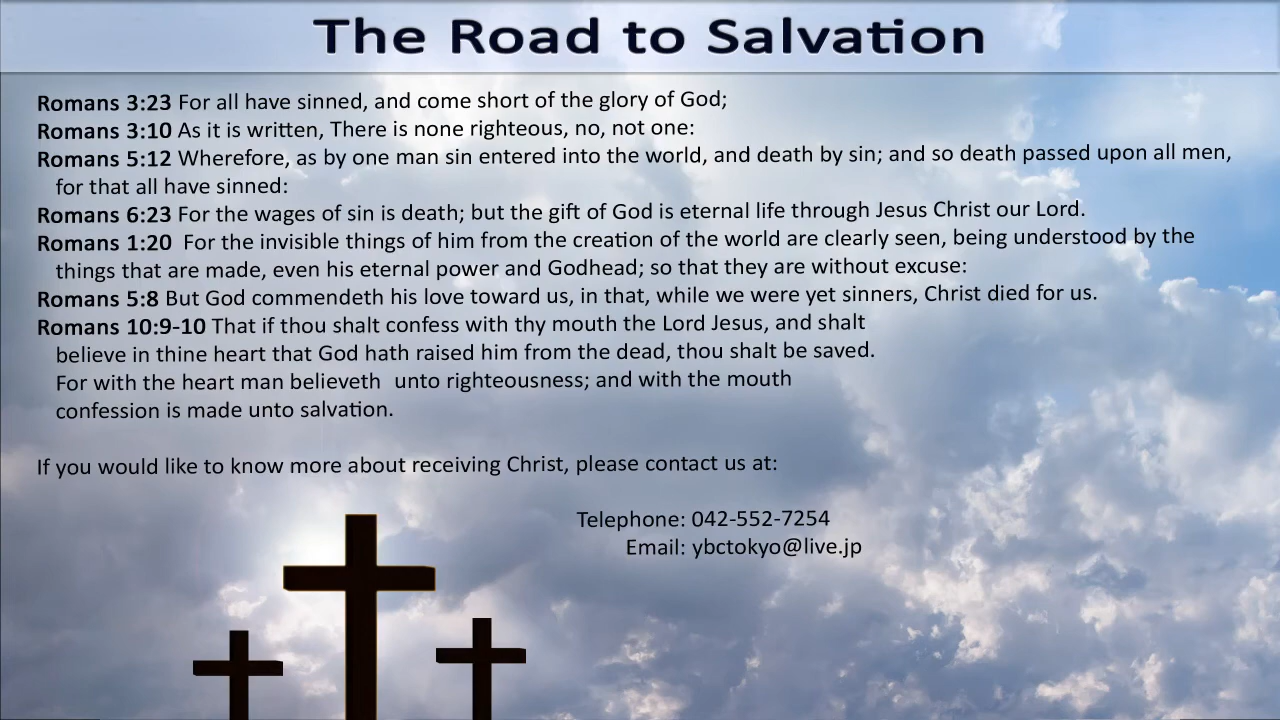 The Road to Salvation
Romans 3:23 For all have sinned, and come short of the glory of God;
Romans 3:10 As it is written, There is none righteous, no, not one:
Romans 5:12 Wherefore, as by one man sin entered into the world, and death by sin; and so death passed upon all men,
for that all have sinned:
Romans 6:23 For the wages of sin is death; but the gift of God is eternal life through Jesus Christ our Lord.
Romans 1:20 For the invisible things of him from the creation of the world are clearly seen, being understood by the
things that are made, even his eternal power and Godhead; so that they are without excuse:
Romans 5:8 But God commendeth his love toward us, in that, while we were yet sinners, Christ died for us.
Romans 10:9-10 That if thou shalt confess with thy mouth the Lord Jesus, and shalt
believe in thine heart that God hath raised him from the dead, thou shalt be saved.
For with the heart man believeth unto righteousness; and with the mouth
confession is made unto salvation.
If you would like to know more about receiving Christ, please contact us at:
Telephone: 042-552-7254
Email: ybctokyo@live.jp